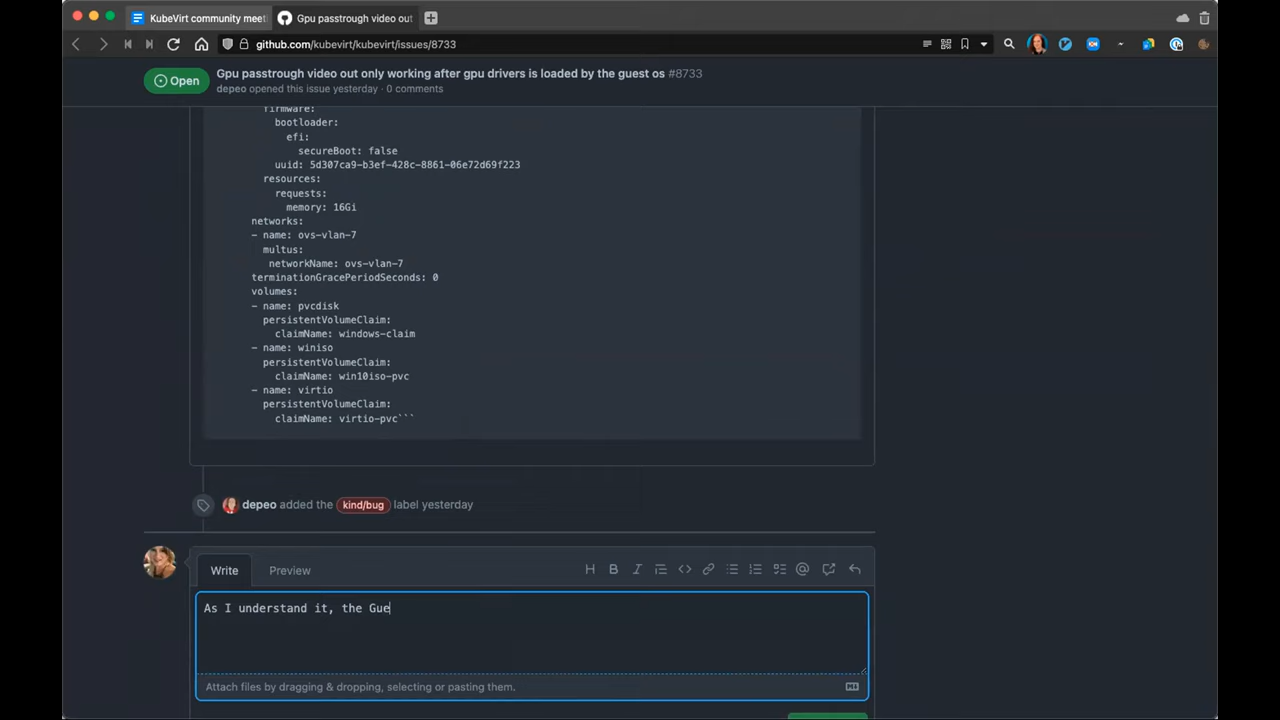 KubeVirt community meeti
Gpu passtrough video out
github.com/kubevirt/kubevirt/issues/8733
Open
Gpu passtrough video out only working after gpu drivers is loaded by the guest os #8733
depeo opened this issue yesterday · 0 comments
firmware:
bootloader:
efi:
secureBoot: false
uuid: 5d307ca9-b3ef-428c-8861-06e72d69f223
resources:
requests:
memory: 16Gi
networks:
- name: ovs-vlan-7
multus:
networkName: ovs-vlan-7
terminationGracePeriodSeconds: 0
volumes:
- name: pvcdisk
persistentVolumeClaim:
claimName: windows-claim
- name: winiso
persistentVolumeClaim:
claimName: win10iso-pvc
- name: virtio
persistentVolumeClaim:
claimName: virtio-pvc```
depeo added the kind/bug label yesterday
Write Preview
As I understand it, the Gue
Attach files by dragging & dropping, selecting or pasting them.